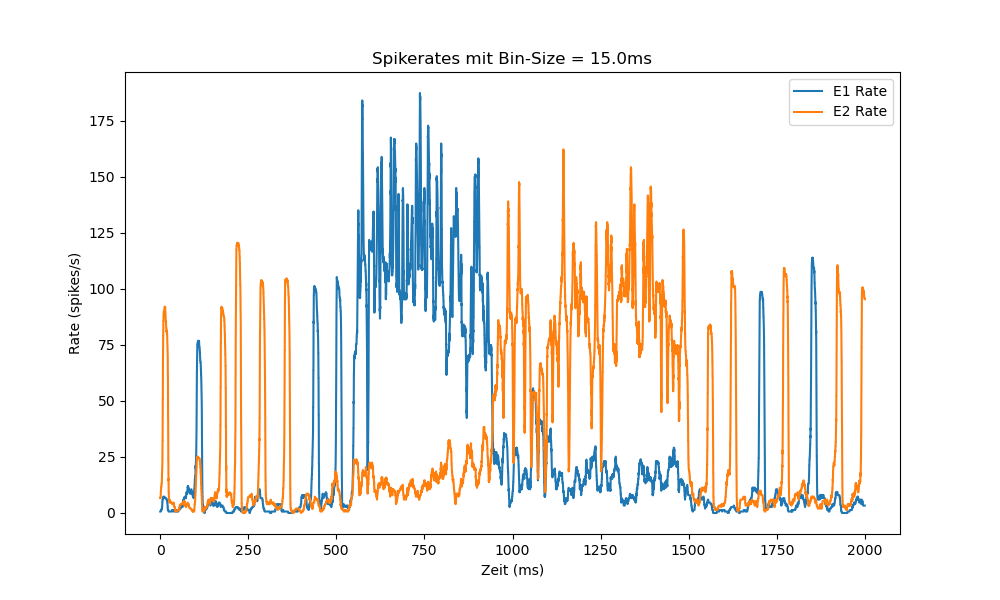 Spikerates mit Bin-Size = 15.0ms
E1 Rate
E2 Rate
Rate (spikes/s)
175
150
125
100
75
50
25
0
0 250 500 750 1000 1250 1500 1750 2000
Zeit (ms)